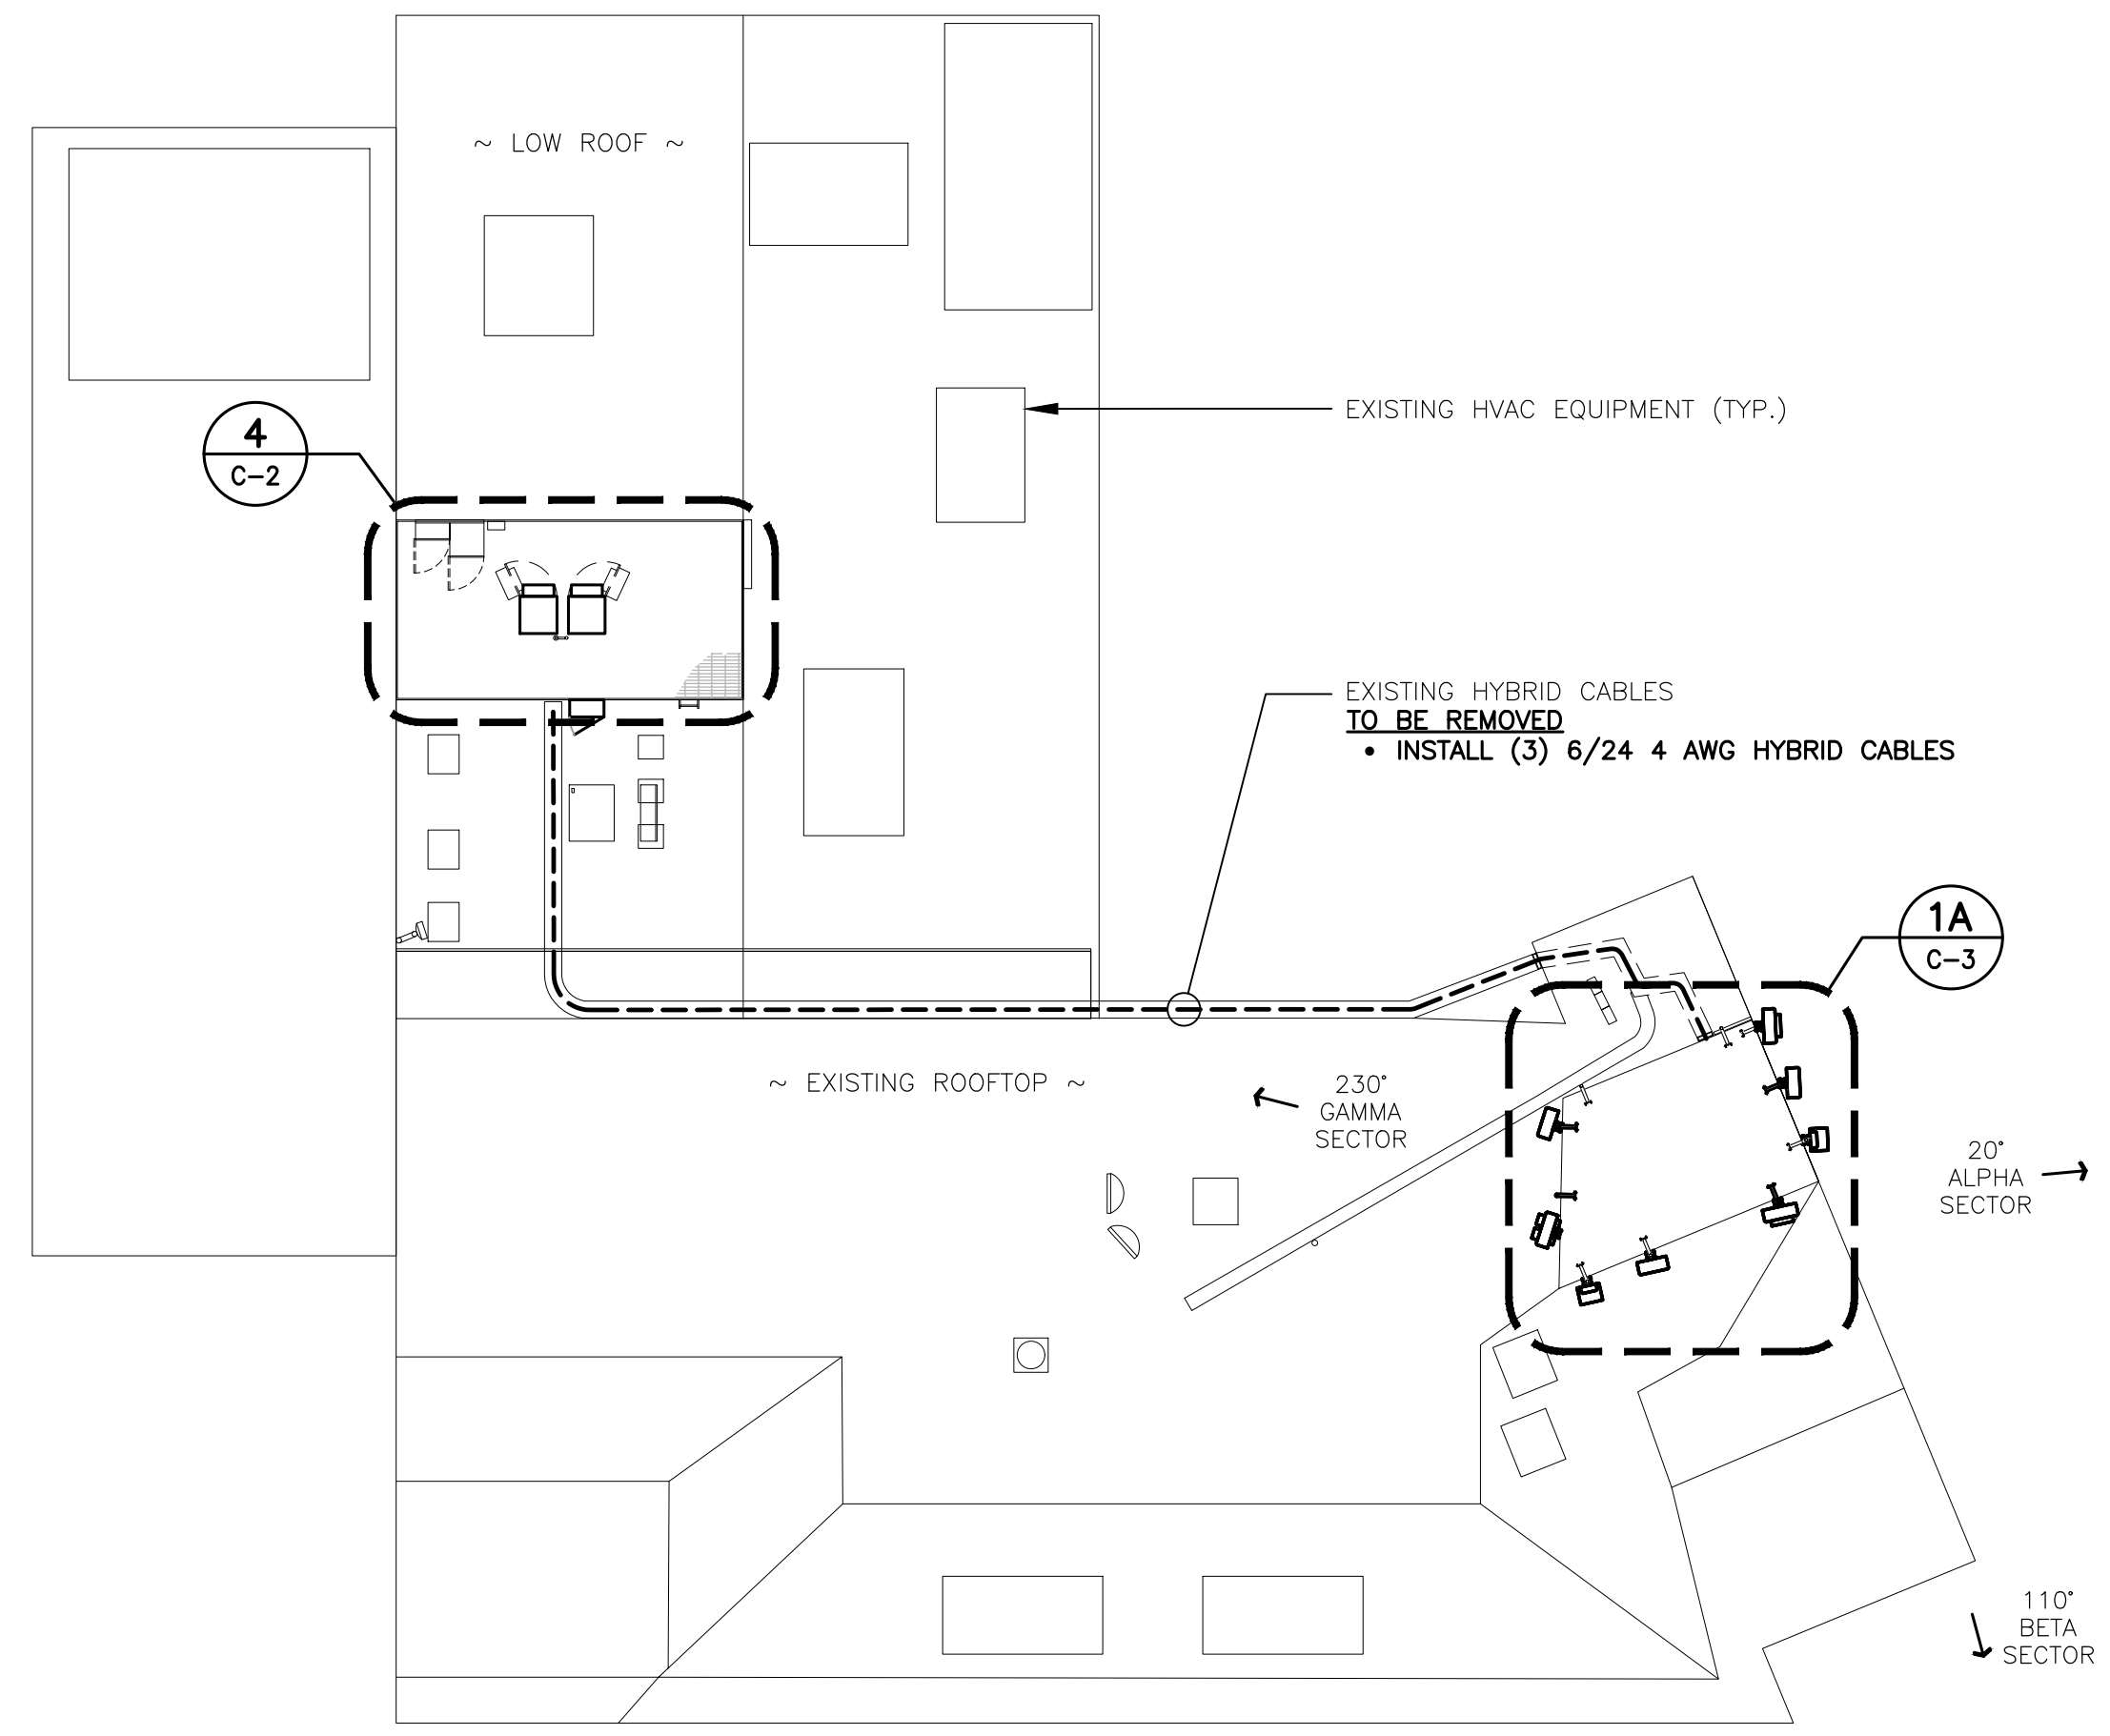 ~ LOW ROOF ~
EXISTING HVAC EQUIPMENT (TYP.)
4
C-2
EXISTING HYBRID CABLES
TO BE REMOVED
• INSTALL (3) 6/24 4 AWG HYBRID CABLES
1A
C-3
~ EXISTING ROOFTOP ~
230°
GAMMA
SECTOR
20°
ALPHA
SECTOR
110°
BETA
SECTOR